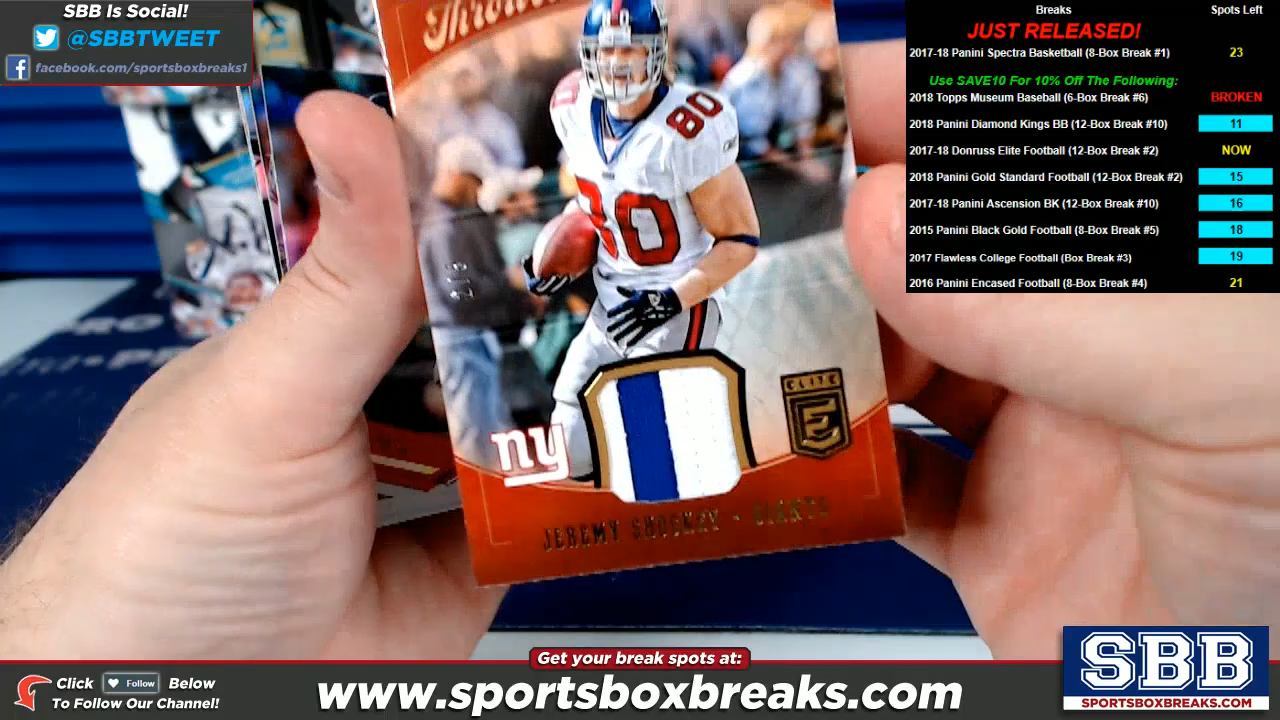 SBB Is Social!
@SBBTWEET
facebook.com/sportsboxbreaks1
Breaks Spots Left
JUST RELEASED!
2017-18 Panini Spectra Basketball (8-Box Break #1) 23
Use SAVE10 For 10% Off The Following:
2018 Topps Museum Baseball (6-Box Break #6) BROKEN
2018 Panini Diamond Kings BB (12-Box Break #10) 11
2017-18 Donruss Elite Football (12-Box Break #2) NOW
2018 Panini Gold Standard Football (12-Box Break #2) 15
2017-18 Panini Ascension BK (12-Box Break #10) 16
2015 Panini Black Gold Football (8-Box Break #5) 18
2017 Flawless College Football (Box Break #3) 19
2016 Panini Encased Football (8-Box Break #4) 21
80
80
80
ELITE
E
ny
JEREMY SHOCKEY • GIANTS
Get your break spots at:
Click Follow Below
To Follow Our Channel!
www.sportsboxbreaks.com
SBB
SPORTSBOXBREAKS.COM